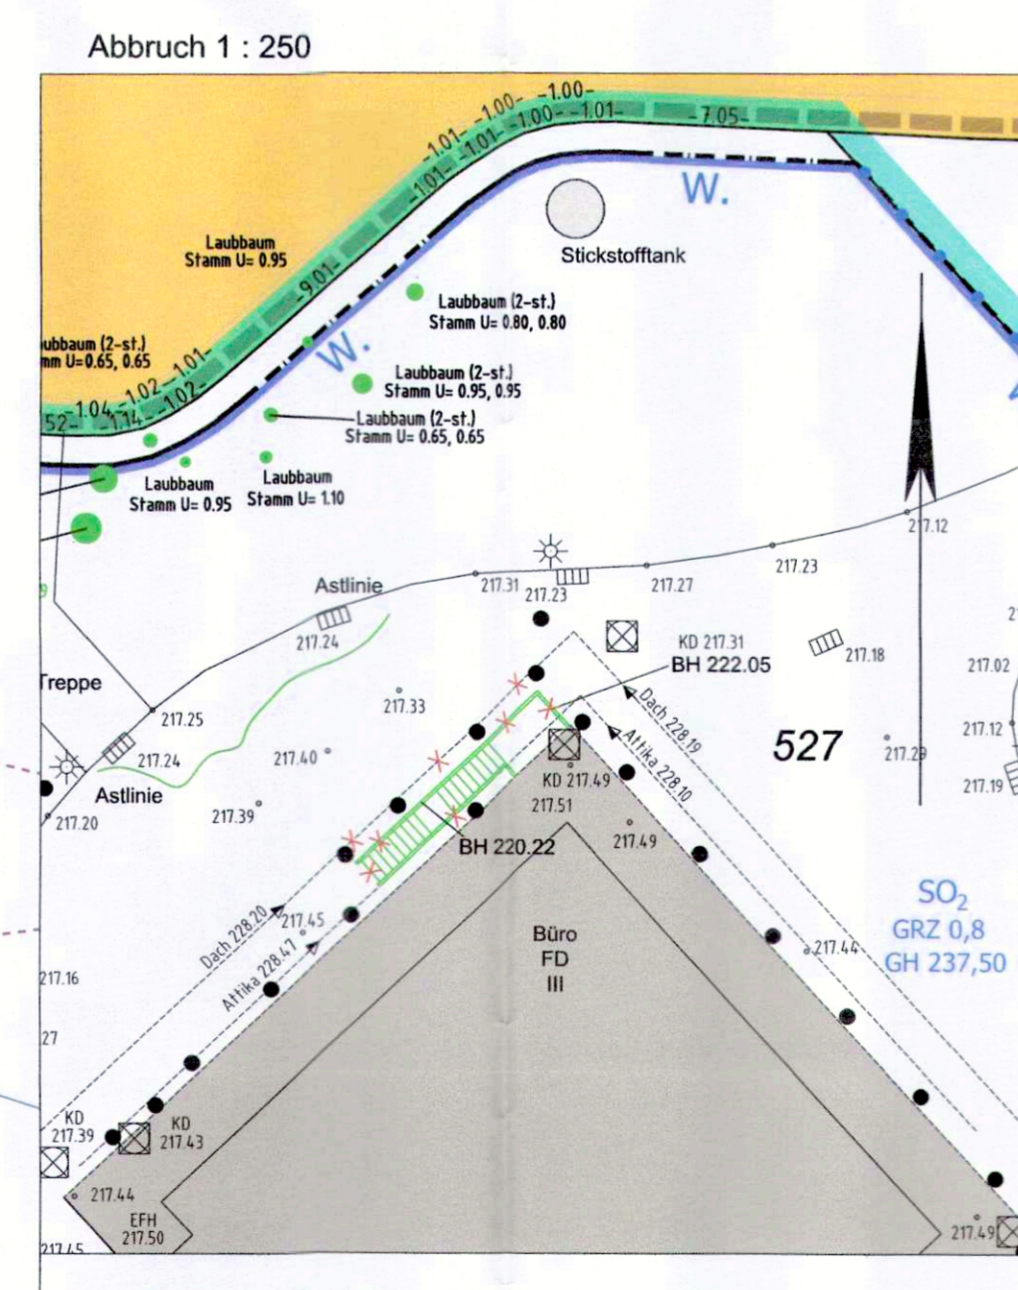 Abbruch 1 : 250
-1.00-
-1.00-
-1.01-
-7.05-
-1.01-
-1.01-
-1.01-
W.
Laubbaum
Stamm U= 0.95
Stickstofftank
-9.01-
Laubbaum (2-st.)
Stamm U= 0.80, 0.80
ubbaum (2-st.)
mm U=0.65, 0.65
W.
-1.01-
-1.02-
Laubbaum (2-st.)
Stamm U= 0.95, 0.95
-1.04-
-1.02-
52-
-1.14-
Laubbaum (2-st.)
Stamm U= 0.65, 0.65
Laubbaum
Stamm U= 0.95
Laubbaum
Stamm U= 1.10
217.12
217.23
217.31
217.27
Astlinie
217.23
217.24
KD 217.31
BH 222.05
217.18
217.02
Treppe
217.33
217.25
Dach 228.19
217.12
527
217.29
Attika 228.10
217.24
217.40
KD 217.49
217.19
Astlinie
217.51
217.39
217.20
217.49
BH 220.22
SO2
GRZ 0,8
GH 237,50
Dach 228.20
217.45
Büro
FD
III
217.44
Attika 228.47
217.16
27
KD
217.39
KD
217.43
217.44
EFH
217.50
217.49
217.45